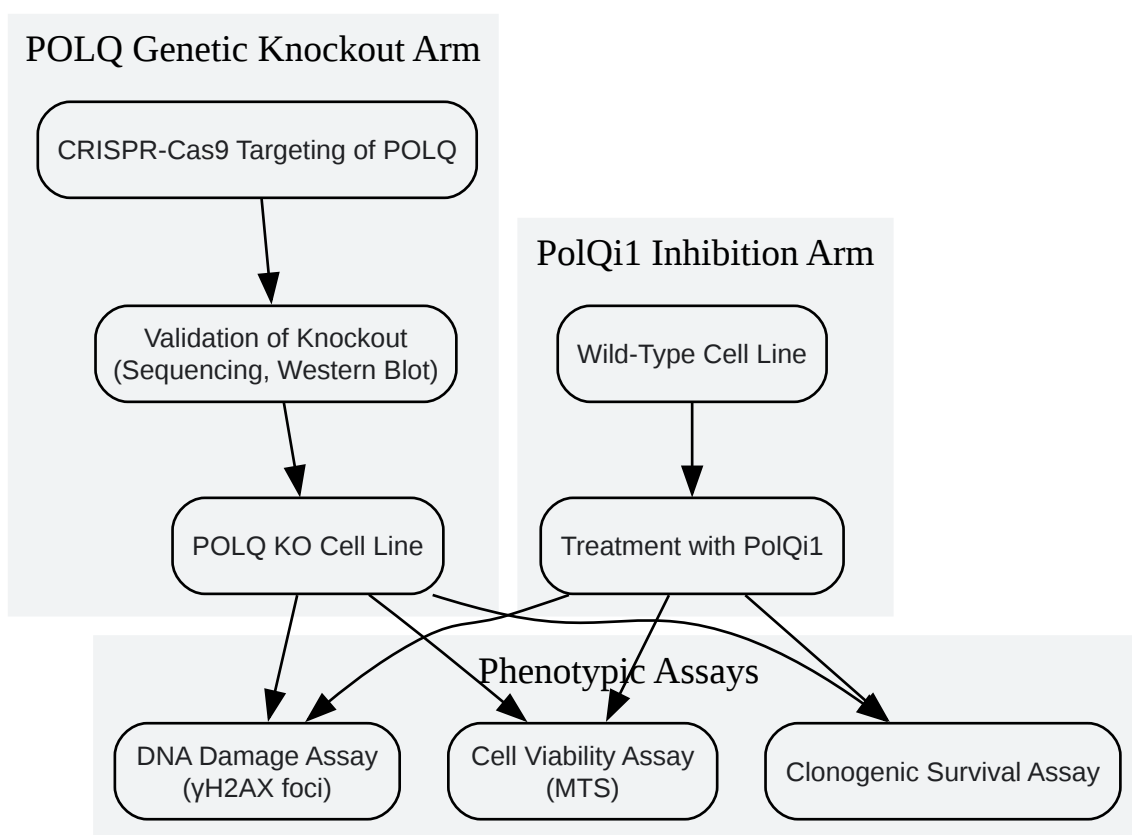 POLQ Genetic Knockout Arm
CRISPR-Cas9 Targeting of POLQ
Validation of Knockout
(Sequencing, Western Blot)
POLQ KO Cell Line
PolQi1 Inhibition Arm
Wild-Type Cell Line
Treatment with PolQi1
Phenotypic Assays
DNA Damage Assay
(γH2AX foci)
Cell Viability Assay
(MTS)
Clonogenic Survival Assay